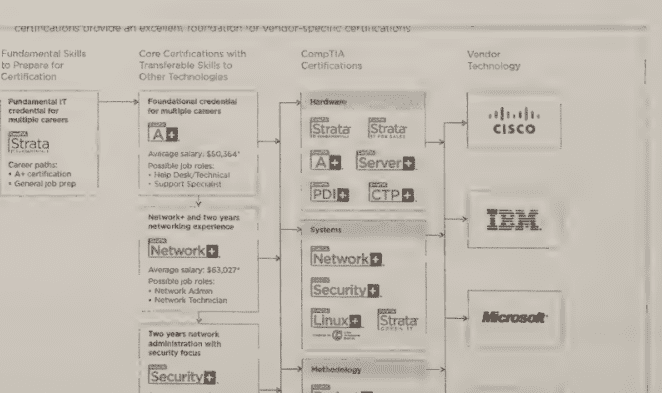 certifications provide an excellent foundation for vendor-specific certifications
Fundamental Skills
to Prepare for
Certification
Fundamental IT
credential for
multiple careers
Strata
Career paths:
• A+ certification
• General job prep
Core Certifications with
Transferable Skills to
Other Technologies
Foundational credential
for multiple careers
A+
Average salary: $50,364*
Possible job roles:
• Help Desk/Technical
• Support Specialist
Network+ and two years
networking experience
Network+
Average salary: $63,027*
Possible job roles:
• Network Admin
• Network Technician
Two years network
administration with
security focus
Security+
CompTIA
Certifications
Hardware
Strata
Strata
IT FOR SALES
A+ Server+
PDI+ CTP+
Systems
Network+
Security+
Linux+
Strata
GREEN IT
Methodology
Vendor
Technology
CISCO
IBM
Microsoft